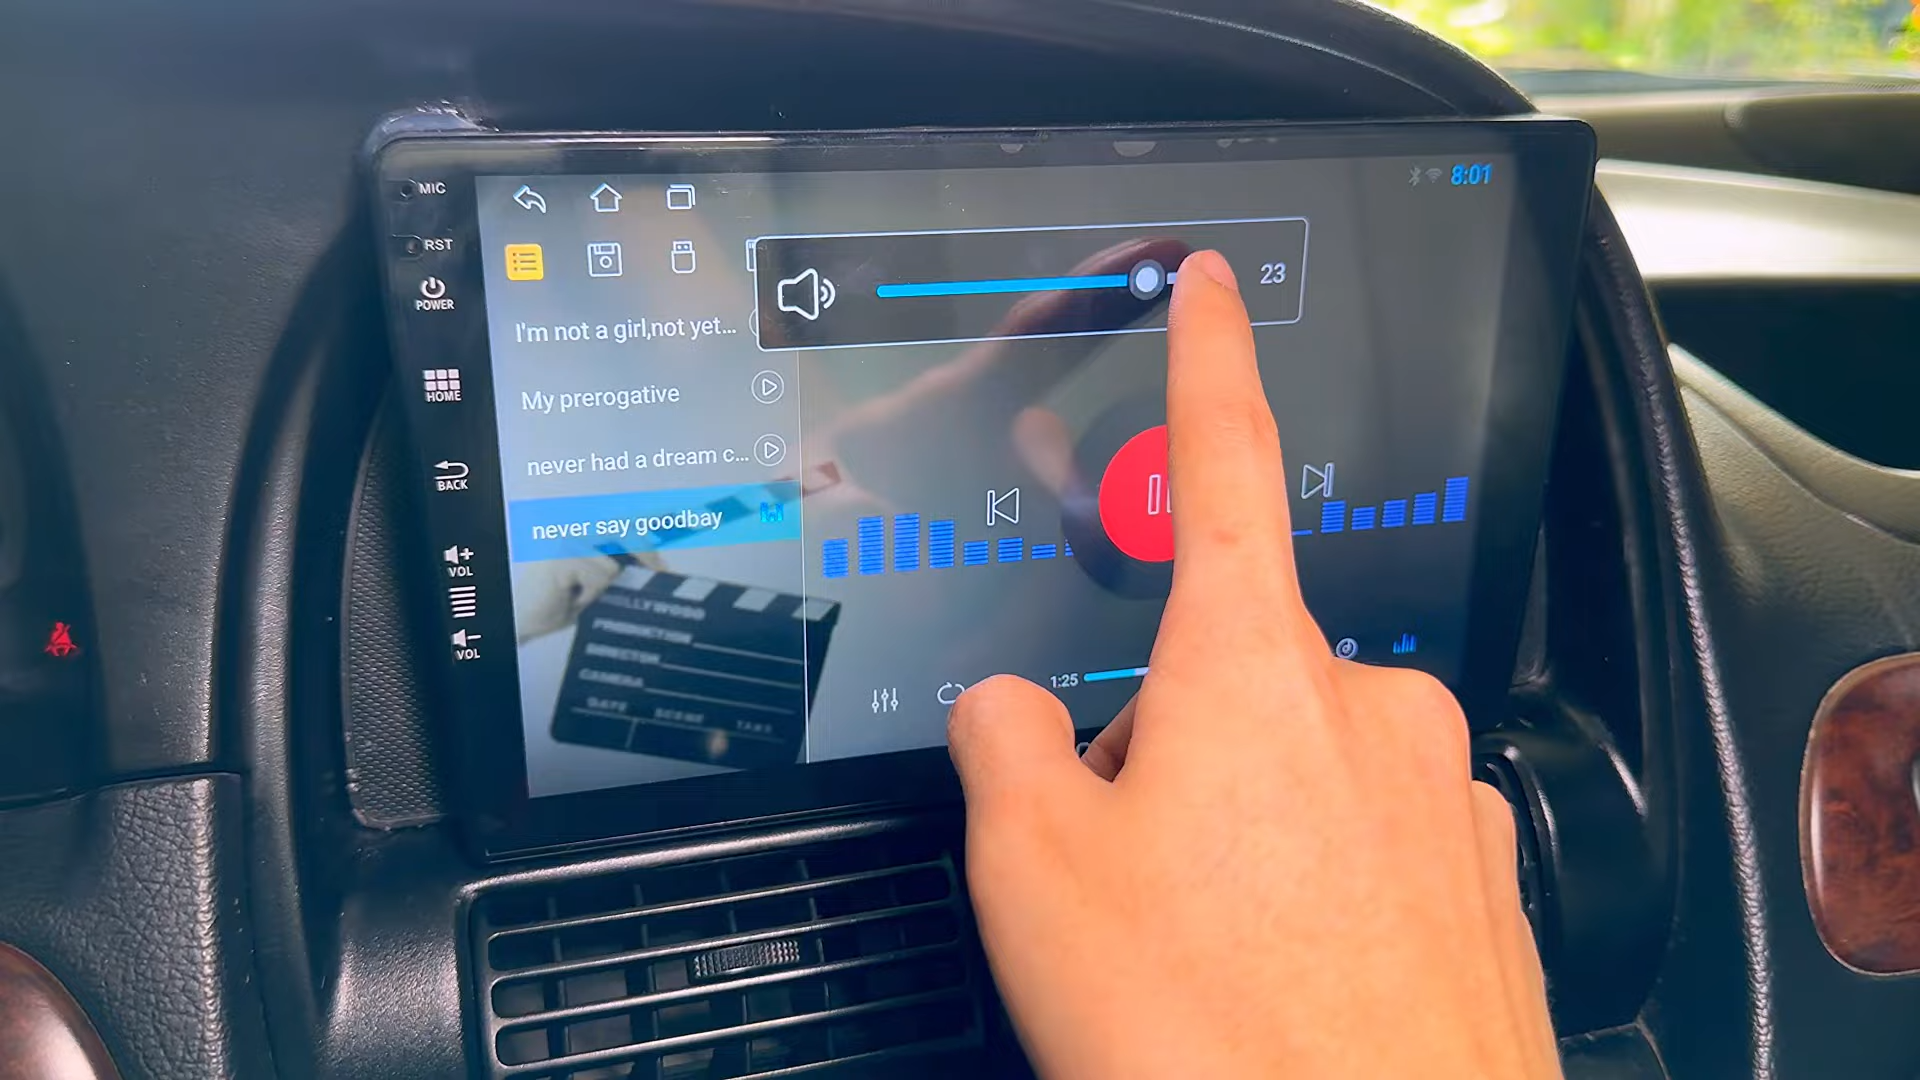 MIC
RST
POWER
HOME
BACK
VOL
VOL
8:01
23
I'm not a girl,not yet...
My prerogative
never had a dream c...
never say goodbay
HOLLYWOOD
PRODUCTION
DIRECTOR
CAMERA
DATE SCENE TAKE
1:25